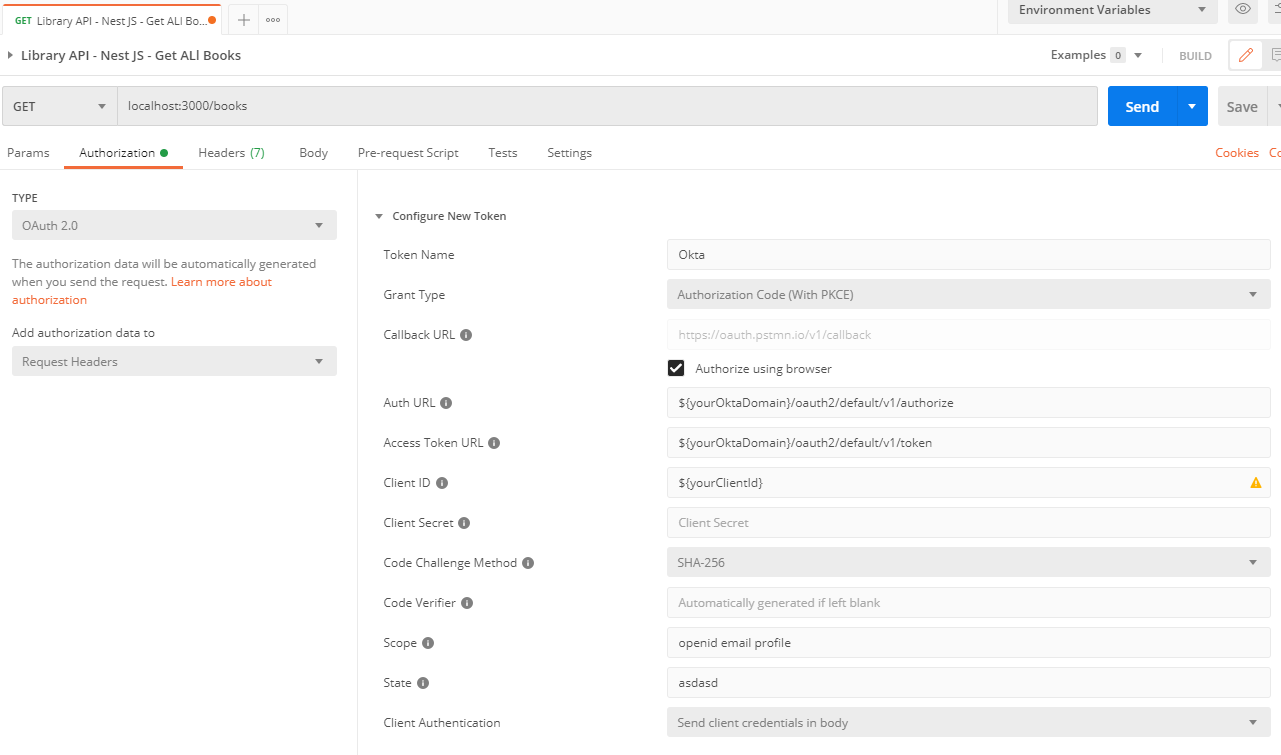 GET Library API - Nest JS - Get ALl Bo...
Environment Variables
Library API - Nest JS - Get ALl Books
Examples 0
BUILD
GET
localhost:3000/books
Send
Save
Params
Authorization
Headers (7)
Body
Pre-request Script
Tests
Settings
Cookies
Co
TYPE
OAuth 2.0
The authorization data will be automatically generated
when you send the request. Learn more about
authorization
Add authorization data to
Request Headers
Configure New Token
Token Name
Okta
Grant Type
Authorization Code (With PKCE)
Callback URL
https://oauth.pstmn.io/v1/callback
Authorize using browser
Auth URL
${yourOktaDomain}/oauth2/default/v1/authorize
Access Token URL
${yourOktaDomain}/oauth2/default/v1/token
Client ID
${yourClientId}
Client Secret
Client Secret
Code Challenge Method
SHA-256
Code Verifier
Automatically generated if left blank
Scope
openid email profile
State
asdasd
Client Authentication
Send client credentials in body